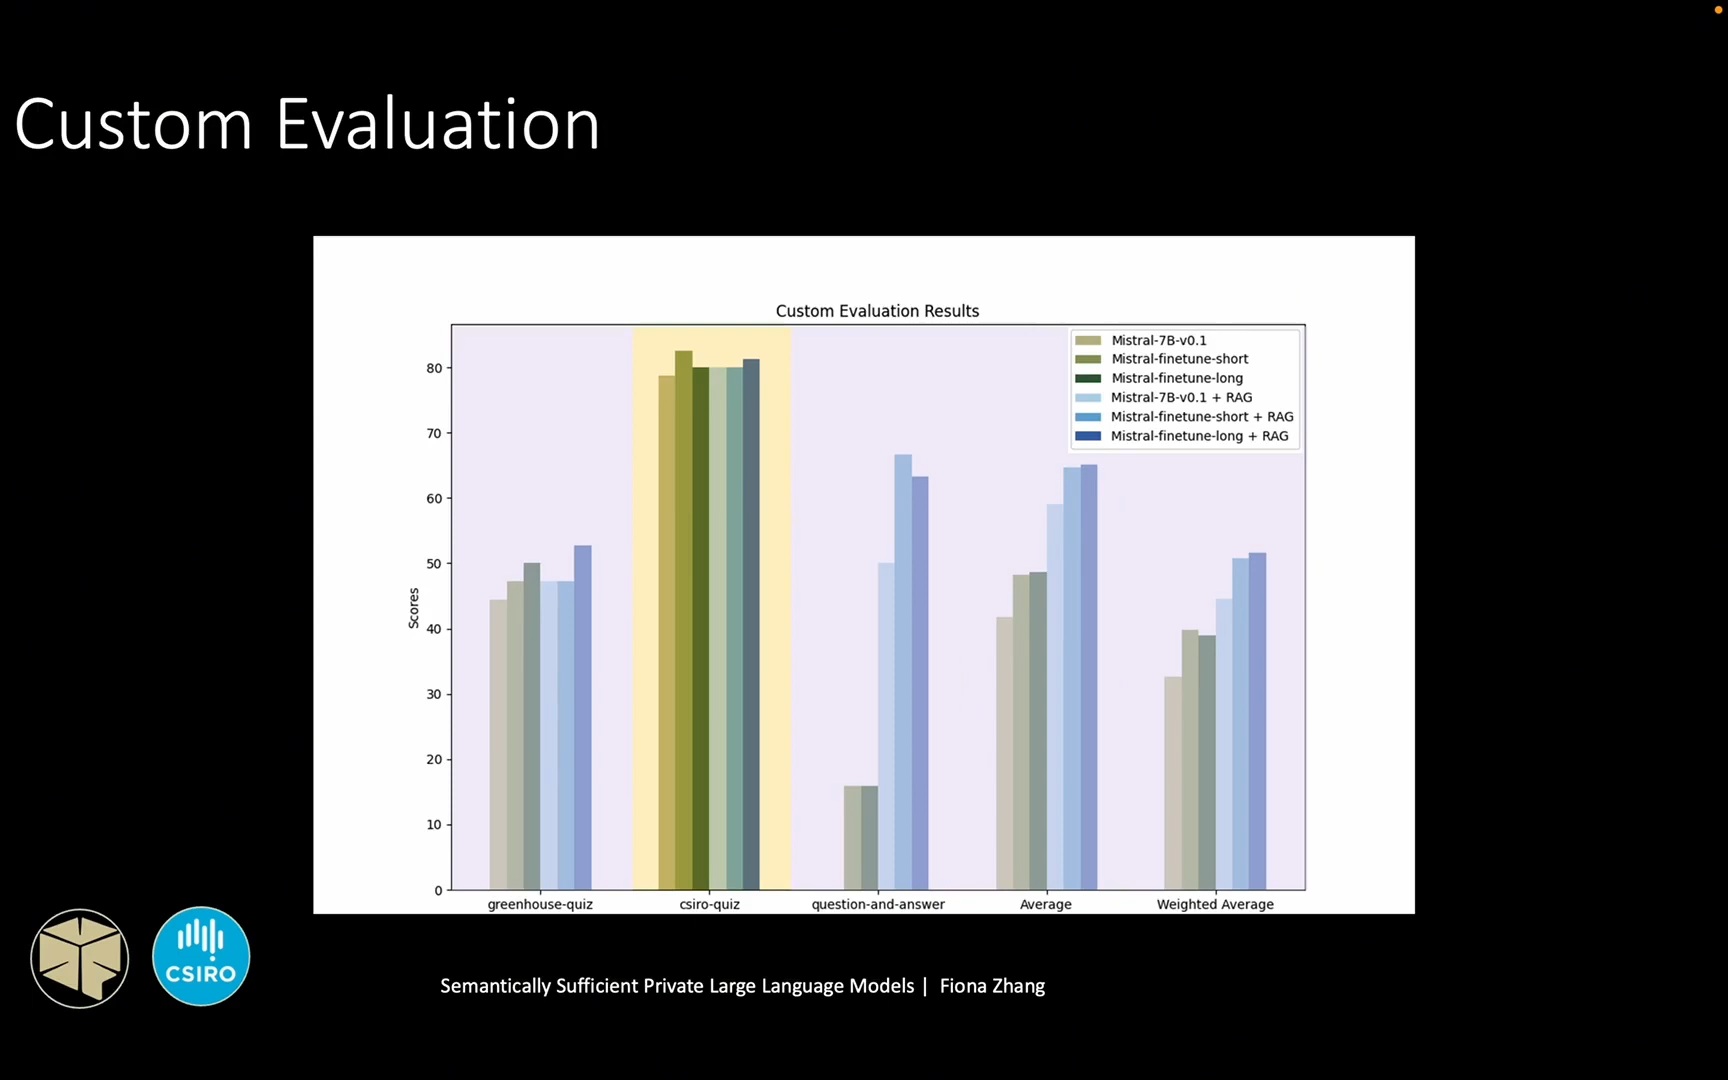 Custom Evaluation
Custom Evaluation Results
Mistral-7B-v0.1
Mistral-finetune-short
Mistral-finetune-long
Mistral-7B-v0.1 + RAG
Mistral-finetune-short + RAG
Mistral-finetune-long + RAG
Scores
80
70
60
50
40
30
20
10
0
greenhouse-quiz
csiro-quiz
question-and-answer
Average
Weighted Average
CSIRO
Semantically Sufficient Private Large Language Models | Fiona Zhang